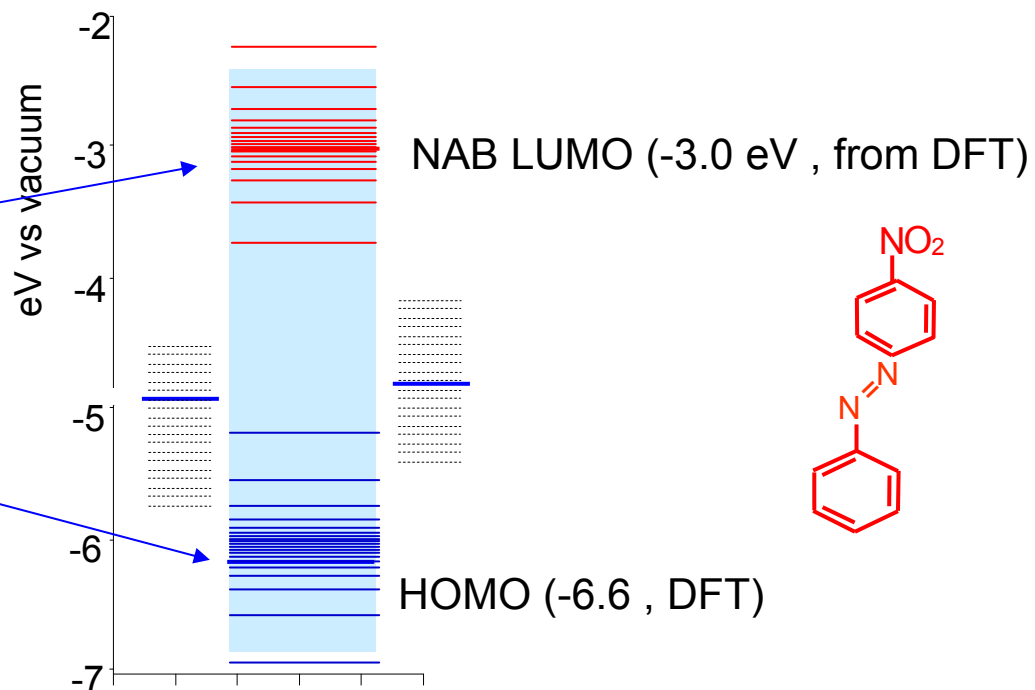 -2
-3
-4
-5
-6
-7
eV vs vacuum
NAB LUMO (-3.0 eV , from DFT)
NO2
N
N
HOMO (-6.6 , DFT)